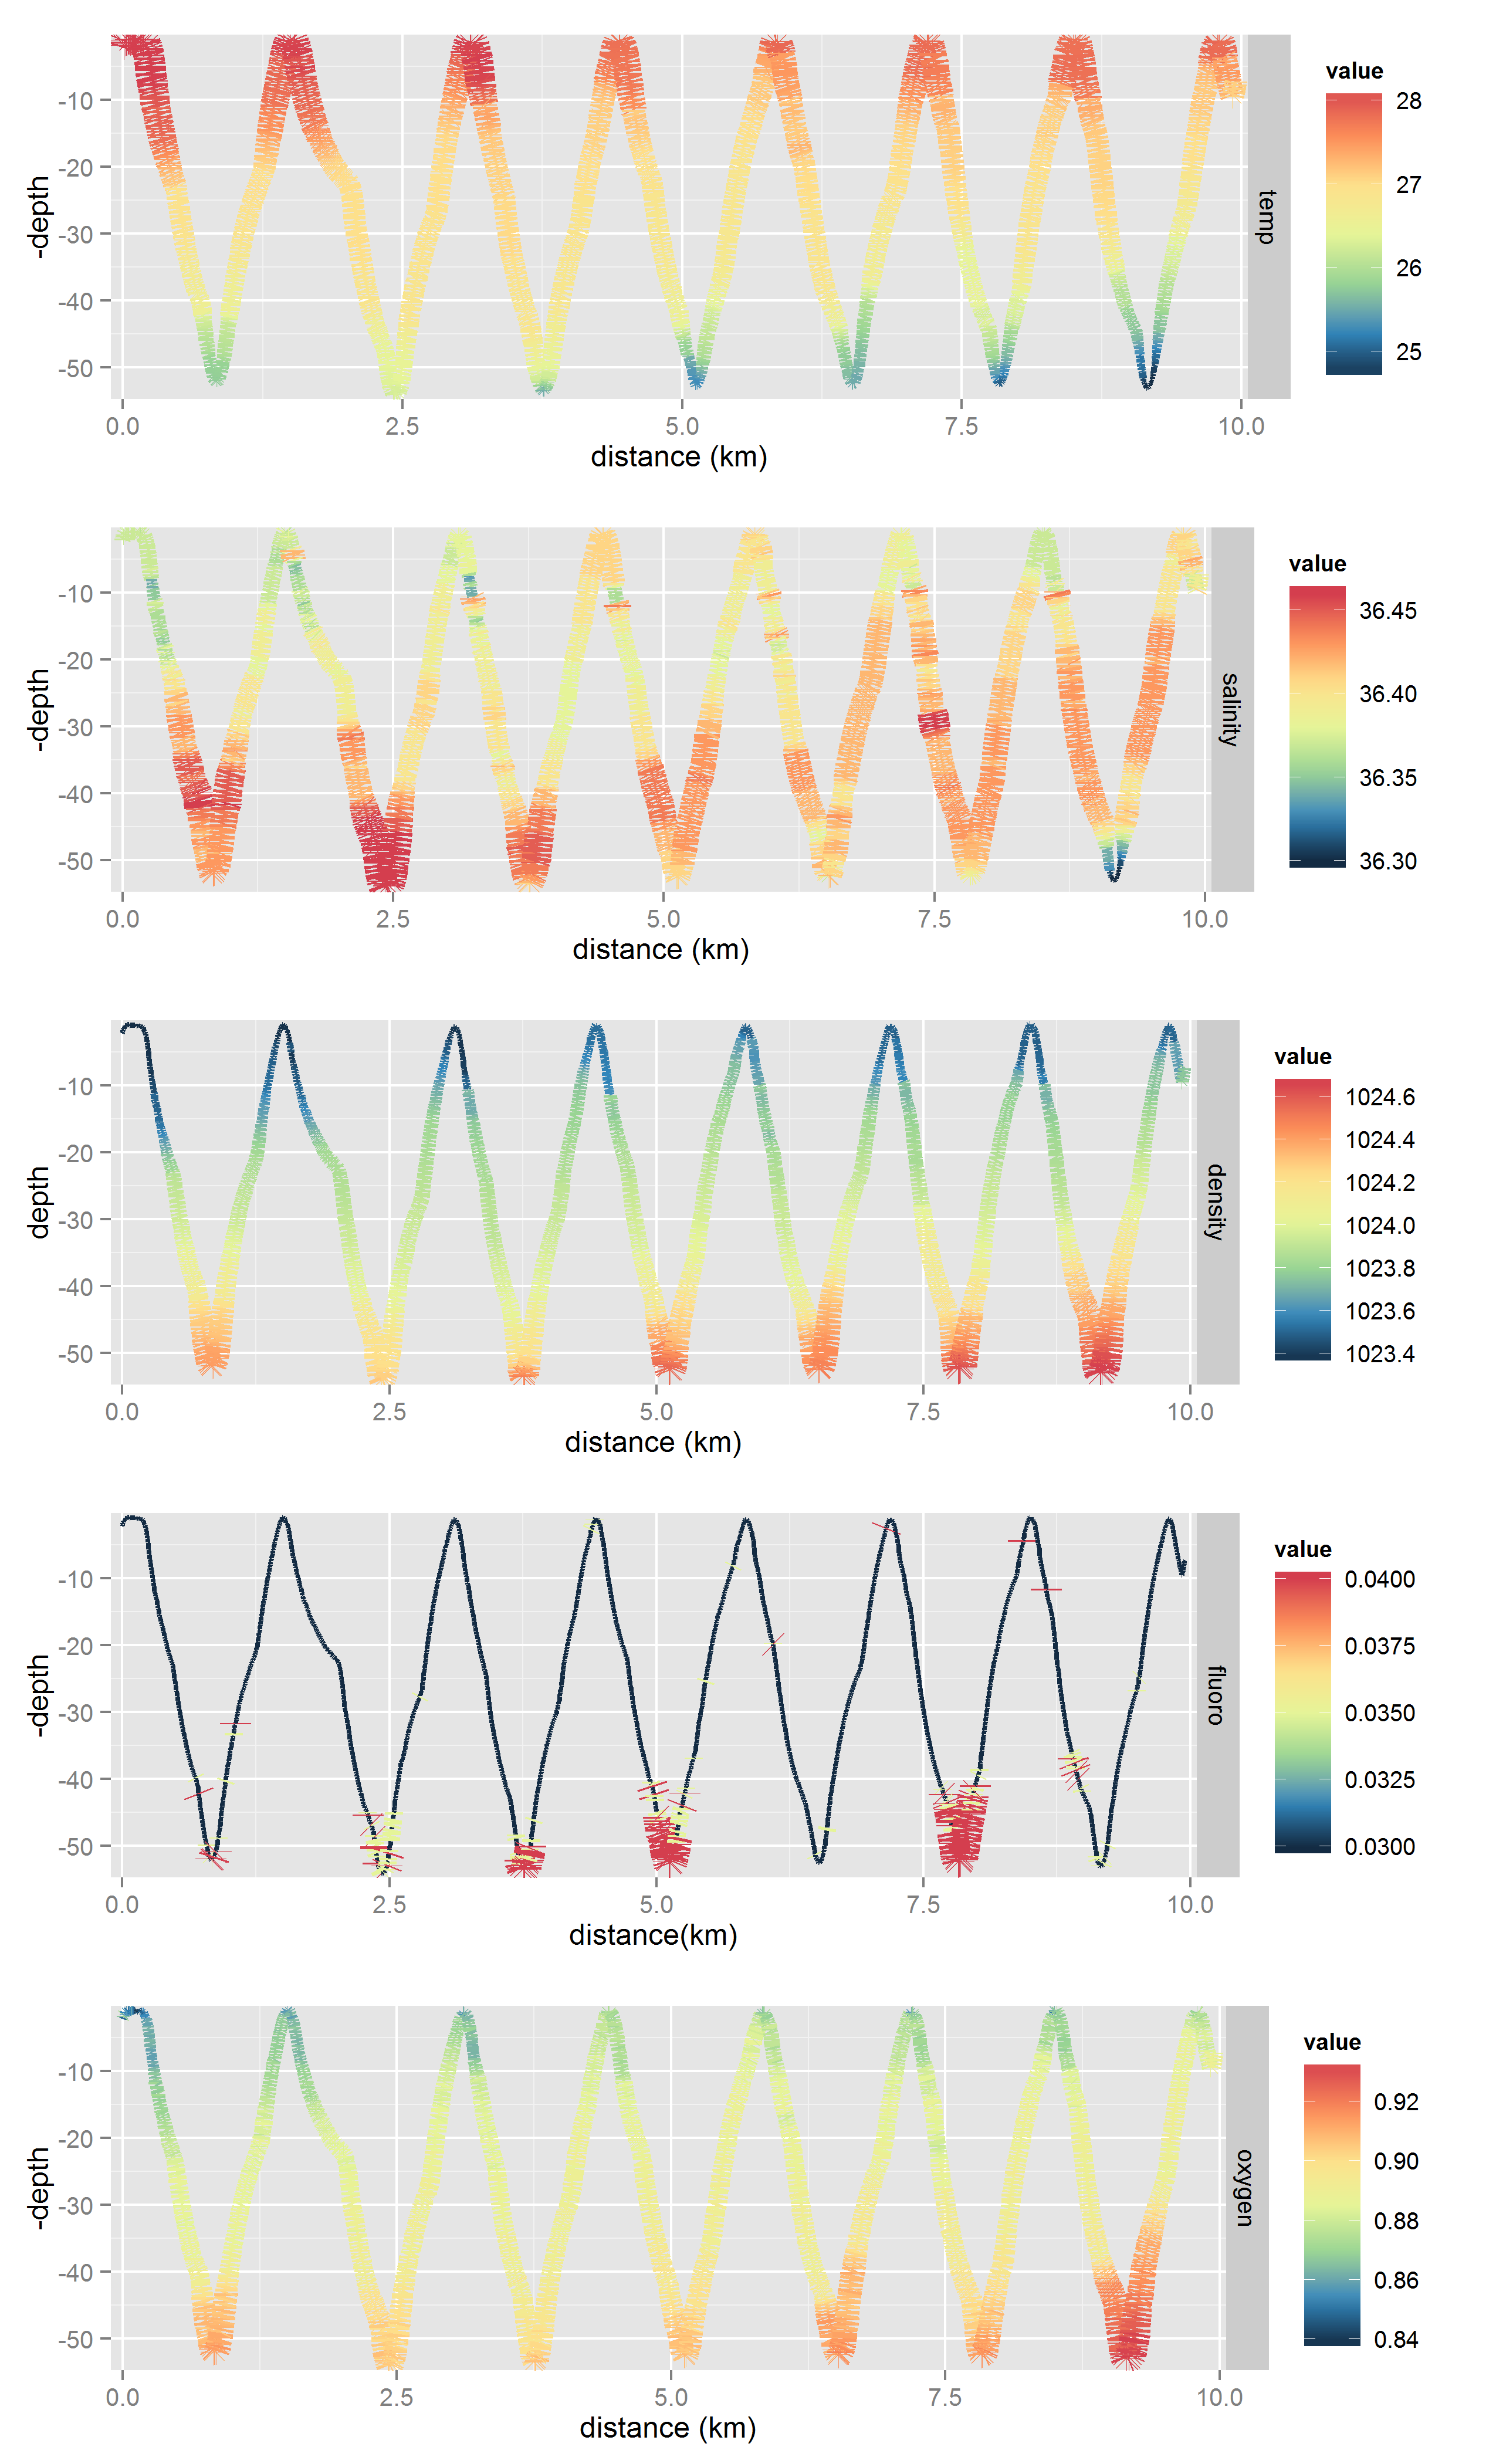 value
28
27
26
25
-10
-20
-30
-40
-50
-depth
temp
0.0 2.5 5.0 7.5 10.0
distance (km)
value
36.45
36.40
36.35
36.30
-10
-20
-30
-40
-50
-depth
salinity
0.0 2.5 5.0 7.5 10.0
distance (km)
value
1024.6
1024.4
1024.2
1024.0
1023.8
1023.6
1023.4
-10
-20
-30
-40
-50
depth
density
0.0 2.5 5.0 7.5 10.0
distance (km)
value
0.0400
0.0375
0.0350
0.0325
0.0300
-10
-20
-30
-40
-50
-depth
fluoro
0.0 2.5 5.0 7.5 10.0
distance(km)
value
0.92
0.90
0.88
0.86
0.84
-10
-20
-30
-40
-50
-depth
oxygen
0.0 2.5 5.0 7.5 10.0
distance (km)